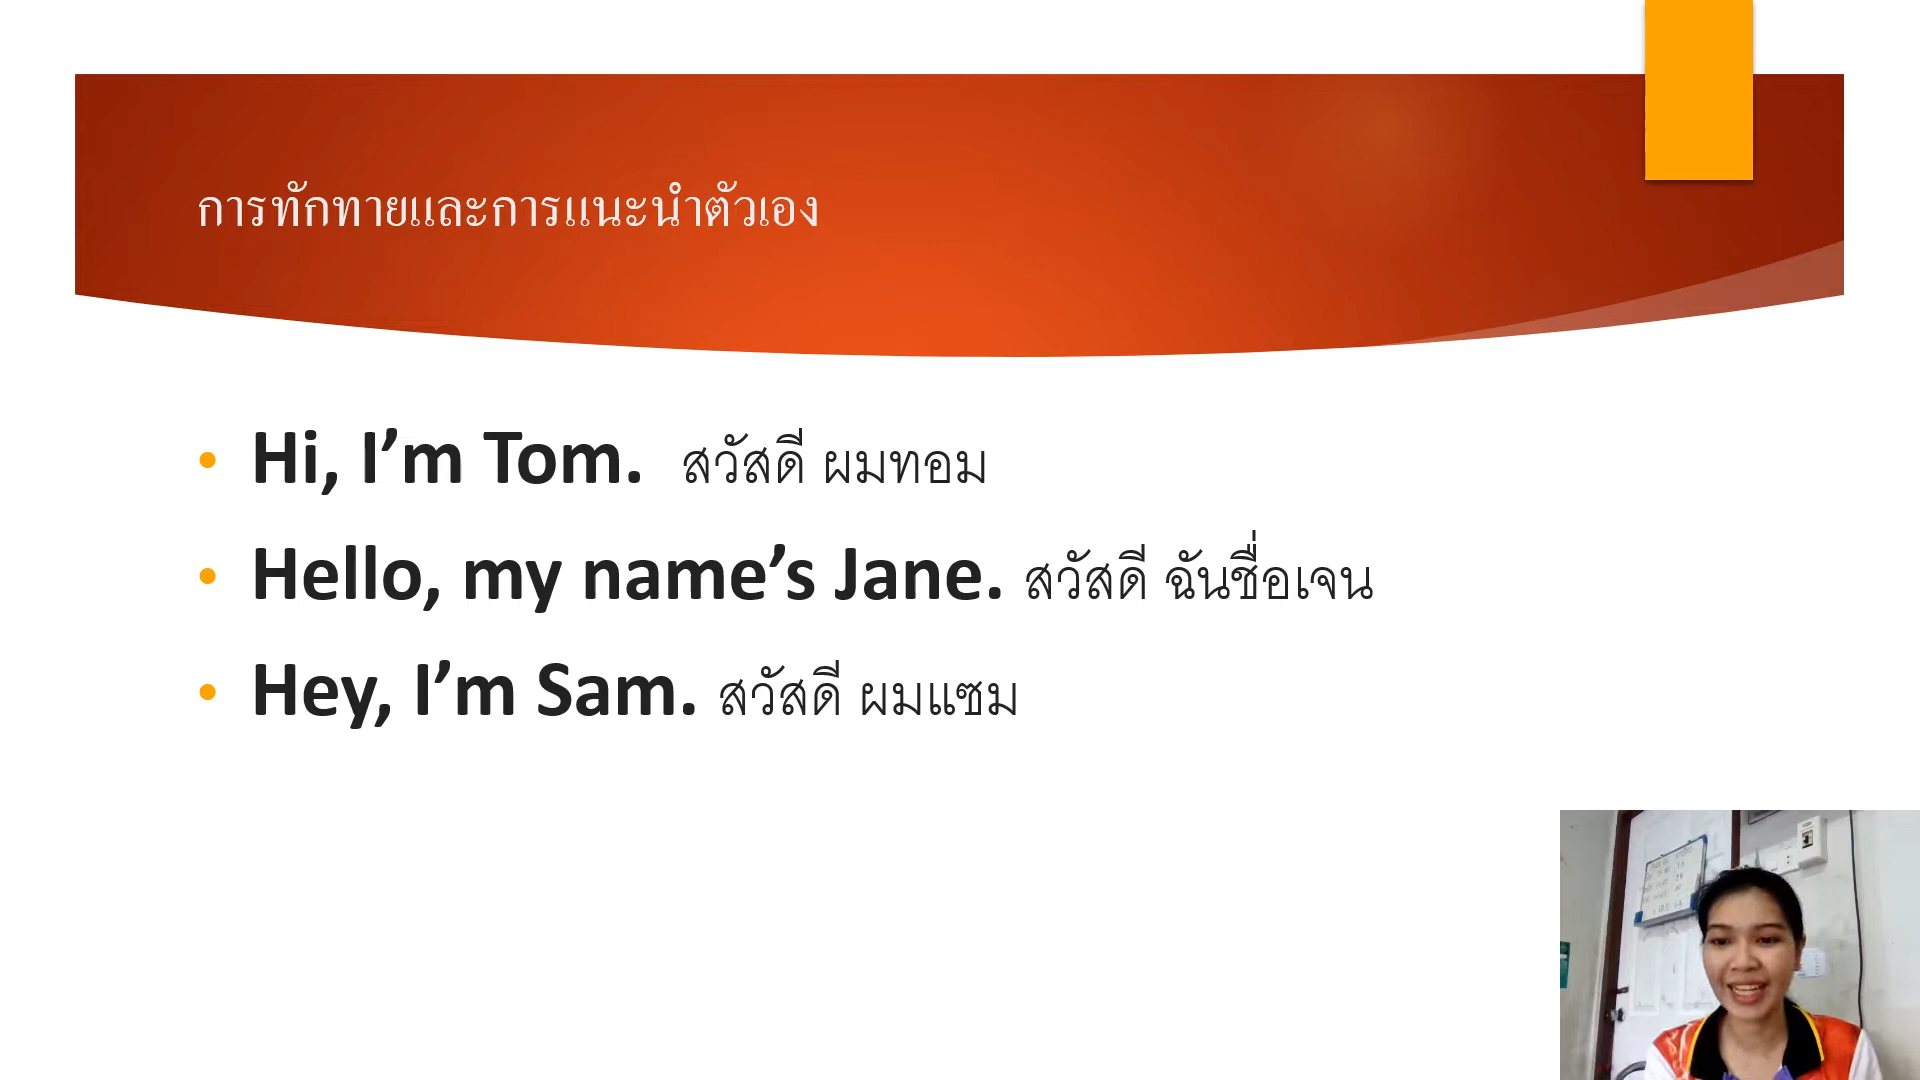 การทักทายและการแนะนำตัวเอง
• Hi, I’m Tom. สวัสดี ผมทอม
• Hello, my name’s Jane. สวัสดี ฉันชื่อเจน
• Hey, I’m Sam. สวัสดี ผมแซม